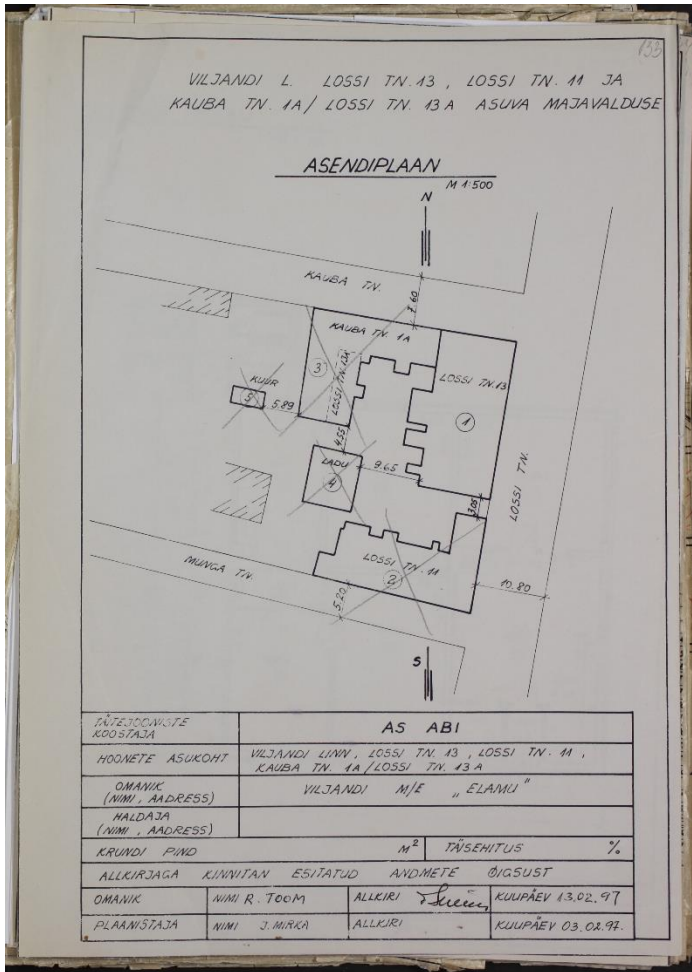 133
VILJANDI L. LOSSI TN. 13, LOSSI TN. 11 JA
KAUBA TN. 1A/ LOSSI TN. 13A ASUVA MAJAVALDUSE
ASENDIPLAAN
M 1:500
N
KAUBA TN.
7.60
KAUBA TN. 1A
LOSSI TN. 13A
3
LOSSI TN. 13
1
KUUR
5
5.89
4.55
LADU
4
9.65
LOSSI TN.
3.05
LOSSI TN. 11
2
MUNGA TN.
5.20
10.80
S
TÄITEJOONISTE
KOOSTAJA
AS ABI
HOONETE ASUKOHT
VILJANDI LINN, LOSSI TN. 13, LOSSI TN. 11,
KAUBA TN. 1A/LOSSI TN. 13A
OMANIK
(NIMI, AADRESS)
VILJANDI M/E „ELAMU"
HALDAJA
(NIMI, AADRESS)
KRUNDI PIND M² TÄISEHITUS %
ALLKIRJAGA KINNITAN ESITATUD ANDMETE ÕIGSUST
OMANIK NIMI R. TOOM ALLKIRI KUUPÄEV 13.02.97
PLAANISTAJA NIMI J. MIRKA ALLKIRI KUUPÄEV 03.02.97.